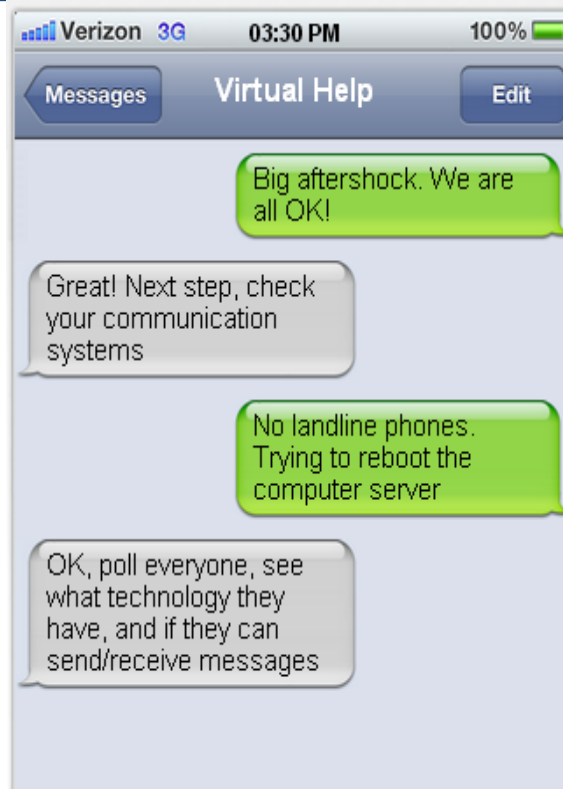 Verizon 3G 03:30 PM 100%
Messages Virtual Help Edit
Big aftershock. We are
all OK!
Great! Next step, check
your communication
systems
No landline phones.
Trying to reboot the
computer server
OK, poll everyone, see
what technology they
have, and if they can
send/receive messages